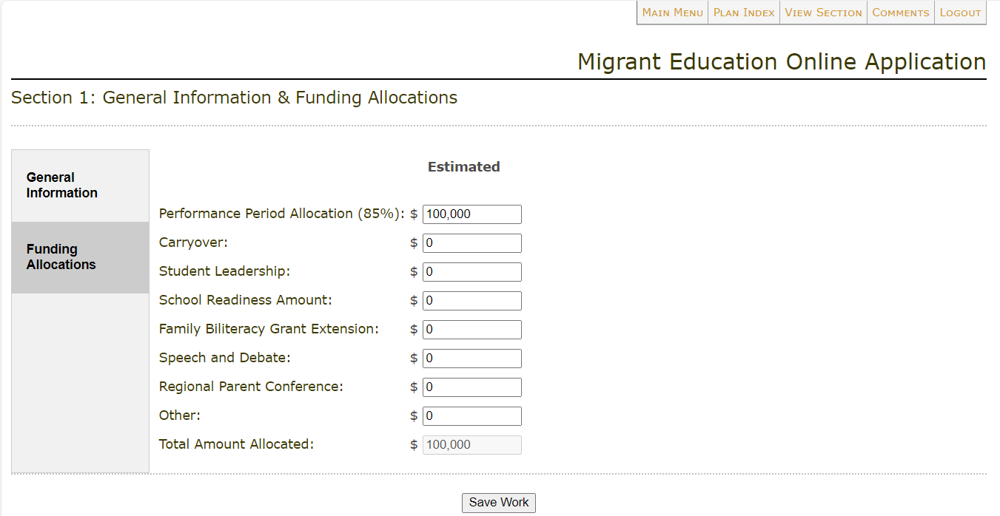 Main Menu Plan Index View Section Comments Logout
Migrant Education Online Application
Section 1: General Information & Funding Allocations
General
Information
Funding
Allocations
Estimated
Performance Period Allocation (85%): $ 100,000
Carryover: $ 0
Student Leadership: $ 0
School Readiness Amount: $ 0
Family Biliteracy Grant Extension: $ 0
Speech and Debate: $ 0
Regional Parent Conference: $ 0
Other: $ 0
Total Amount Allocated: $ 100,000
Save Work